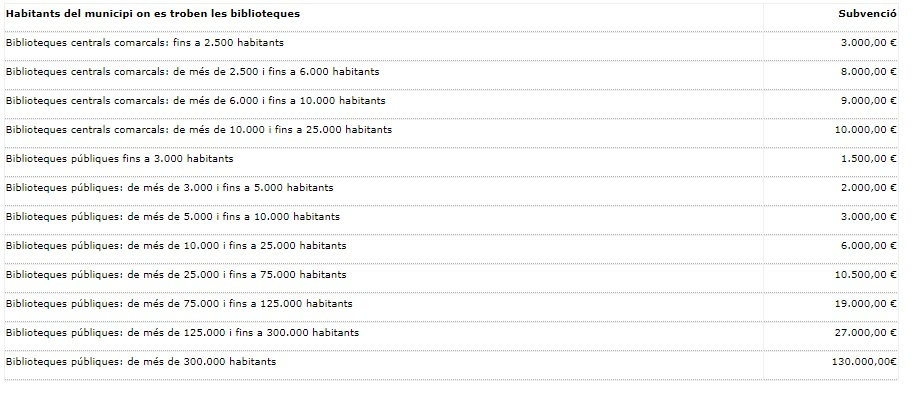 Habitants del municipi on es troben les biblioteques Subvenció
Biblioteques centrals comarcals: fins a 2.500 habitants 3.000,00 €
Biblioteques centrals comarcals: de més de 2.500 i fins a 6.000 habitants 8.000,00 €
Biblioteques centrals comarcals: de més de 6.000 i fins a 10.000 habitants 9.000,00 €
Biblioteques centrals comarcals: de més de 10.000 i fins a 25.000 habitants 10.000,00 €
Biblioteques públiques fins a 3.000 habitants 1.500,00 €
Biblioteques públiques: de més de 3.000 i fins a 5.000 habitants 2.000,00 €
Biblioteques públiques: de més de 5.000 i fins a 10.000 habitants 3.000,00 €
Biblioteques públiques: de més de 10.000 i fins a 25.000 habitants 6.000,00 €
Biblioteques públiques: de més de 25.000 i fins a 75.000 habitants 10.500,00 €
Biblioteques públiques: de més de 75.000 i fins a 125.000 habitants 19.000,00 €
Biblioteques públiques: de més de 125.000 i fins a 300.000 habitants 27.000,00 €
Biblioteques públiques: de més de 300.000 habitants 130.000,00€